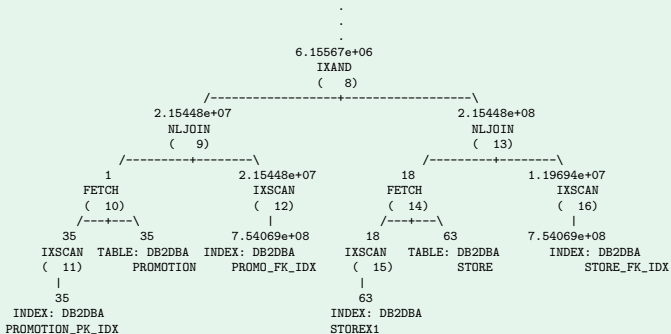 .
.
.
6.15567e+06
IXAND
( 8)
/------------------+------------------\
2.15448e+07 2.15448e+08
NLJOIN NLJOIN
( 9) ( 13)
/---------+--------\ /--------+---------\
1 2.15448e+07 18 1.19694e+07
FETCH IXSCAN FETCH IXSCAN
( 10) ( 12) ( 14) ( 16)
/---+---\ | /---+---\ |
35 35 7.54069e+08 18 63 7.54069e+08
IXSCAN TABLE: DB2DBA INDEX: DB2DBA IXSCAN TABLE: DB2DBA INDEX: DB2DBA
( 11) PROMOTION PROMO_FK_IDX ( 15) STORE STORE_FK_IDX
| |
35 63
INDEX: DB2DBA INDEX: DB2DBA
PROMOTION_PK_IDX STOREX1